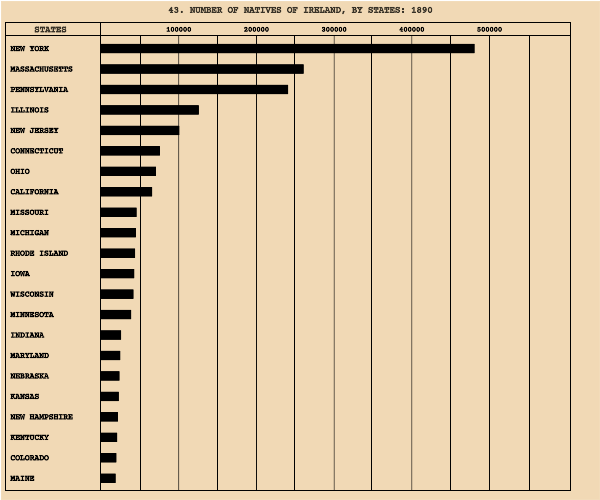 43. NUMBER OF NATIVES OF IRELAND, BY STATES: 1890
STATES 100000 200000 300000 400000 500000
NEW YORK
MASSACHUSETTS
PENNSYLVANIA
ILLINOIS
NEW JERSEY
CONNECTICUT
OHIO
CALIFORNIA
MISSOURI
MICHIGAN
RHODE ISLAND
IOWA
WISCONSIN
MINNESOTA
INDIANA
MARYLAND
NEBRASKA
KANSAS
NEW HAMPSHIRE
KENTUCKY
COLORADO
MAINE